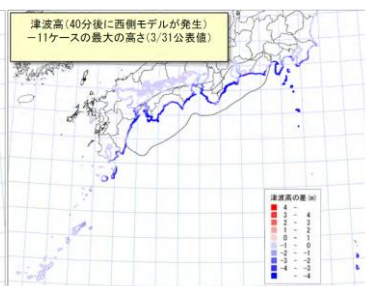 津波高(40分後に西側モデルが発生)
－11ケースの最大の高さ(3/31公表値)
津波高の差(m)
4 -
3 - 4
2 - 3
1 - 2
0 - 1
-1 - 0
-2 - -1
-3 - -2
-4 - -3
- -4